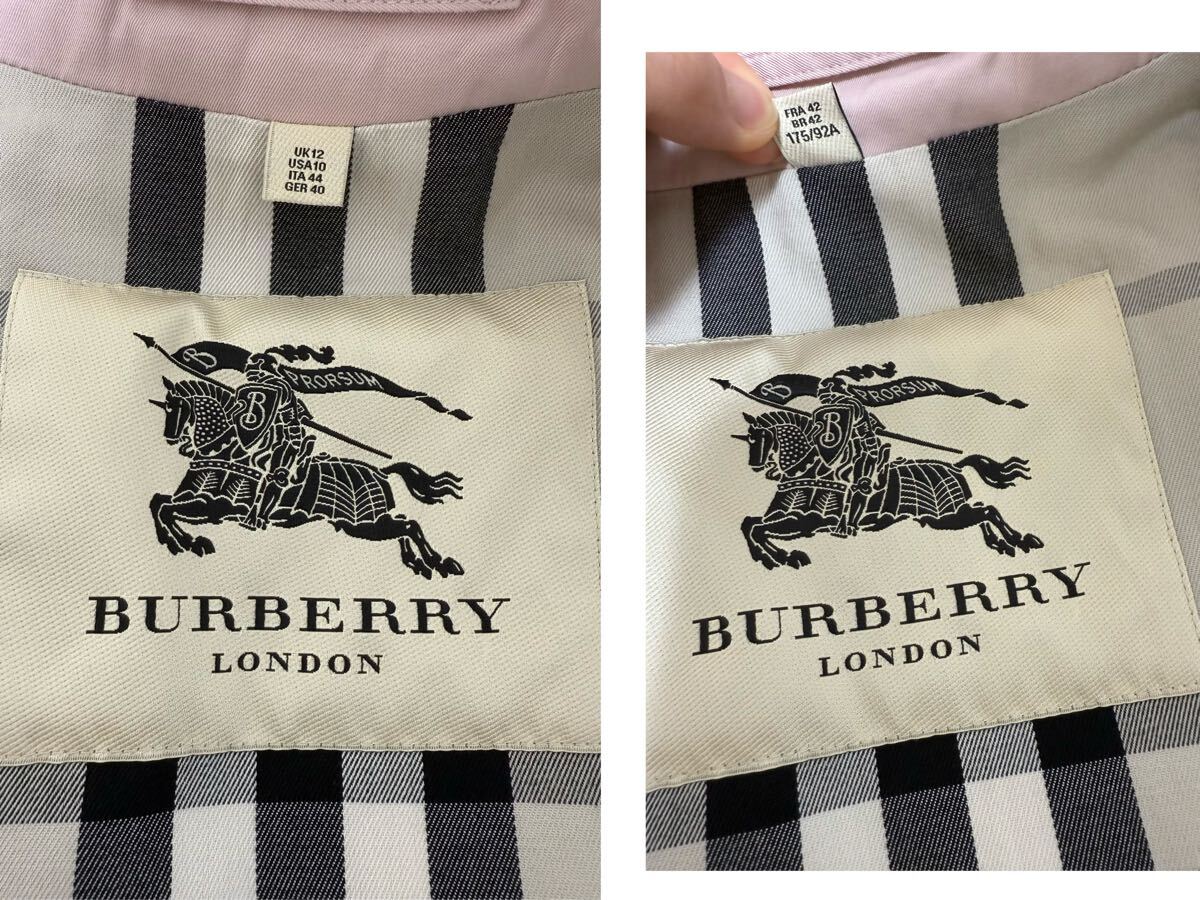 UK12
USA10
ITA 44
GER 40
B
PRORSUM
B
BURBERRY
LONDON
FRA 42
BR 42
175/92A
B
PRORSUM
B
BURBERRY
LONDON